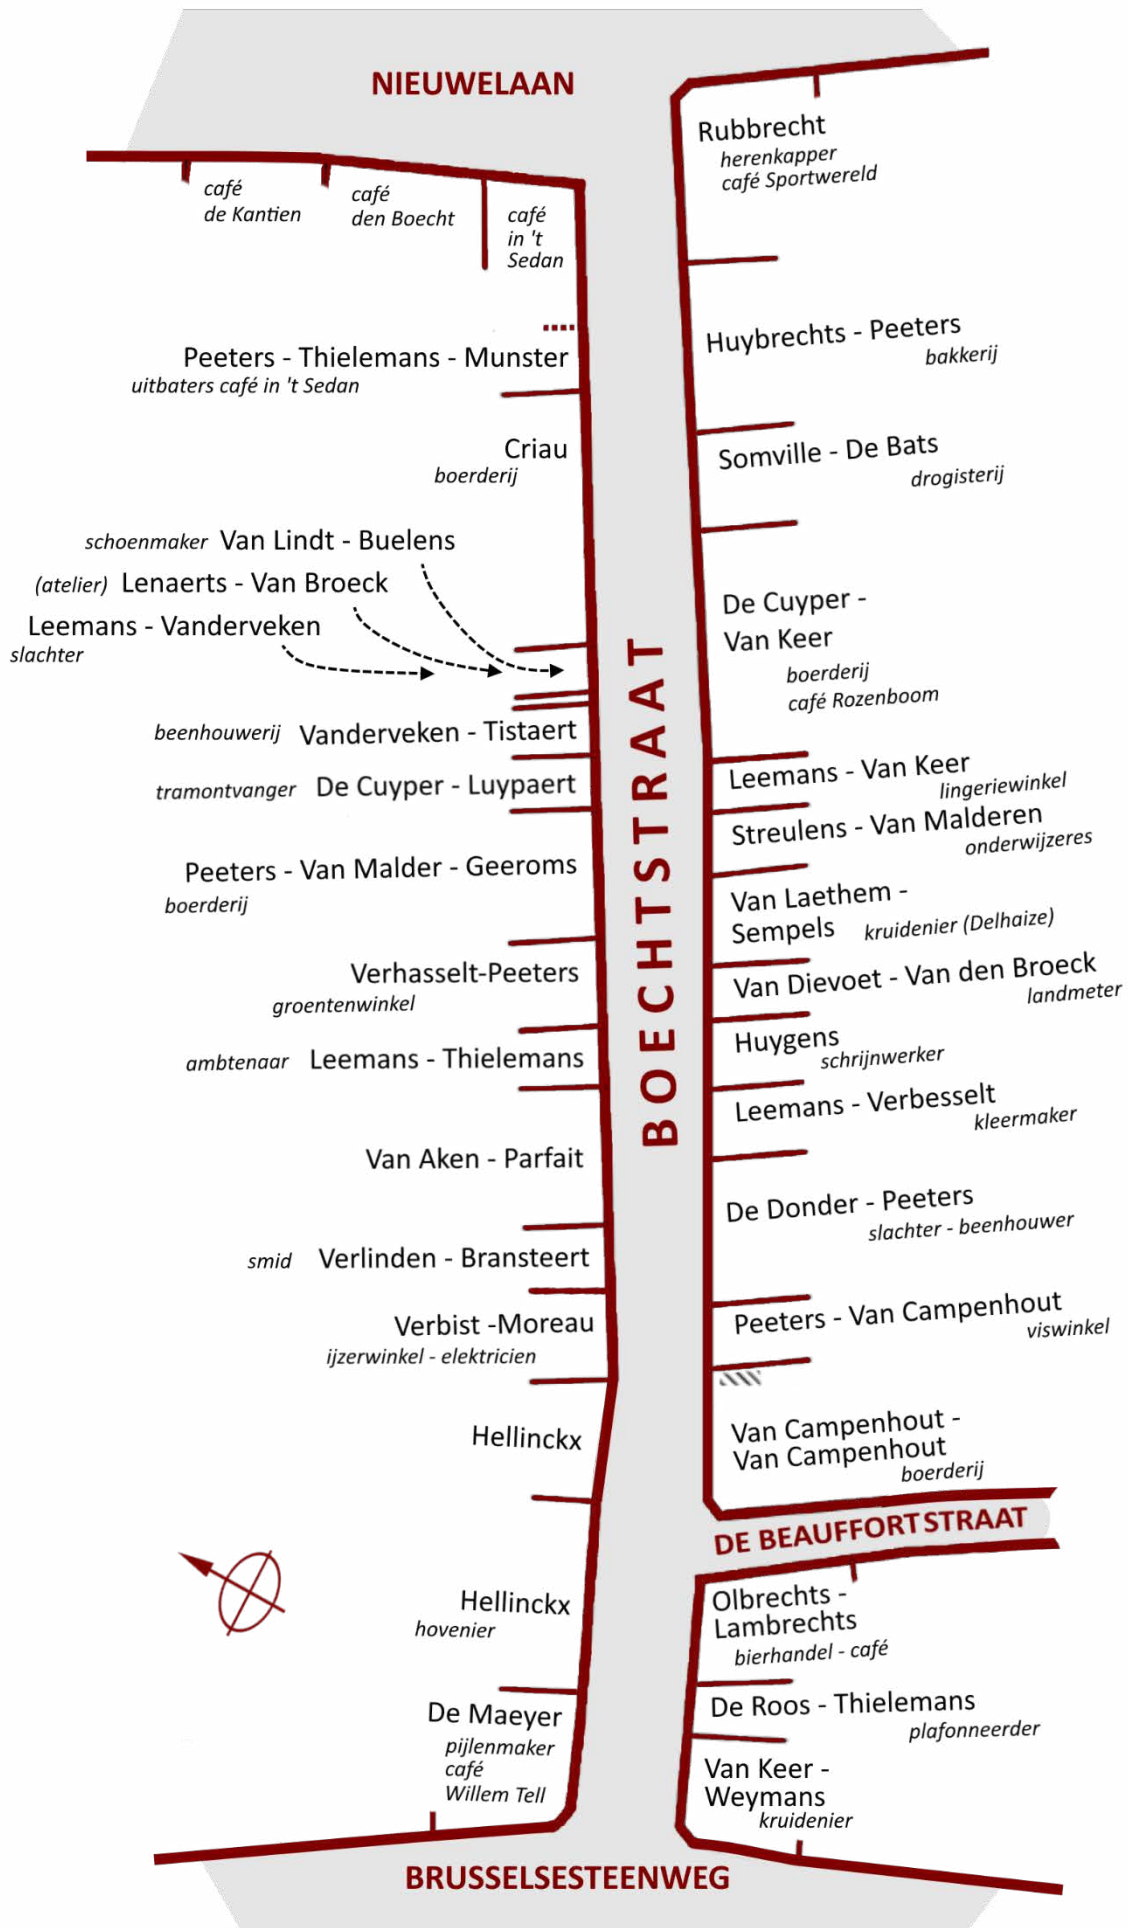 NIEUWELAAN
café
de Kantien
café
den Boecht
café
in 't
Sedan
Peeters - Thielemans - Munster
uitbaters café in 't Sedan
Criau
boerderij
schoenmaker Van Lindt - Buelens
(atelier) Lenaerts - Van Broeck
Leemans - Vanderveken
slachter
beenhouwerij Vanderveken - Tistaert
tramontvanger De Cuyper - Luypaert
Peeters - Van Malder - Geeroms
boerderij
Verhasselt-Peeters
groentenwinkel
ambtenaar Leemans - Thielemans
Van Aken - Parfait
smid Verlinden - Bransteert
Verbist -Moreau
ijzerwinkel - elektricien
Hellinckx
Hellinckx
hovenier
De Maeyer
pijlenmaker
café
Willem Tell
BOECHTSTRAAT
Rubbrecht
herenkapper
café Sportwereld
Huybrechts - Peeters
bakkerij
Somville - De Bats
drogisterij
De Cuyper -
Van Keer
boerderij
café Rozenboom
Leemans - Van Keer
lingeriewinkel
Streulens - Van Malderen
onderwijzeres
Van Laethem -
Sempels kruidenier (Delhaize)
Van Dievoet - Van den Broeck
landmeter
Huygens
schrijnwerker
Leemans - Verbesselt
kleermaker
De Donder - Peeters
slachter - beenhouwer
Peeters - Van Campenhout
viswinkel
Van Campenhout -
Van Campenhout
boerderij
DE BEAUFFORTSTRAAT
Olbrechts -
Lambrechts
bierhandel - café
De Roos - Thielemans
plafonneerder
Van Keer -
Weymans
kruidenier
BRUSSELSESTEENWEG